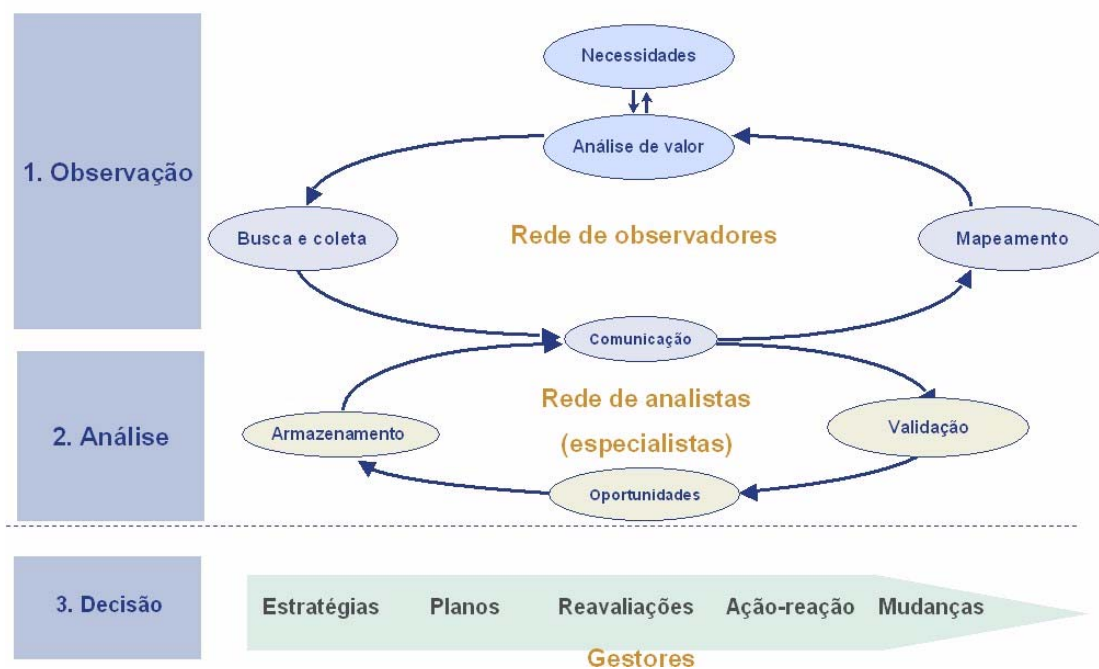 Necessidades
Análise de valor
1. Observação
Busca e coleta
Rede de observadores
Mapeamento
Comunicação
2. Análise
Armazenamento
Rede de analistas
(especialistas)
Validação
Oportunidades
3. Decisão
Estratégias
Planos
Reavaliações
Ação-reação
Mudanças
Gestores